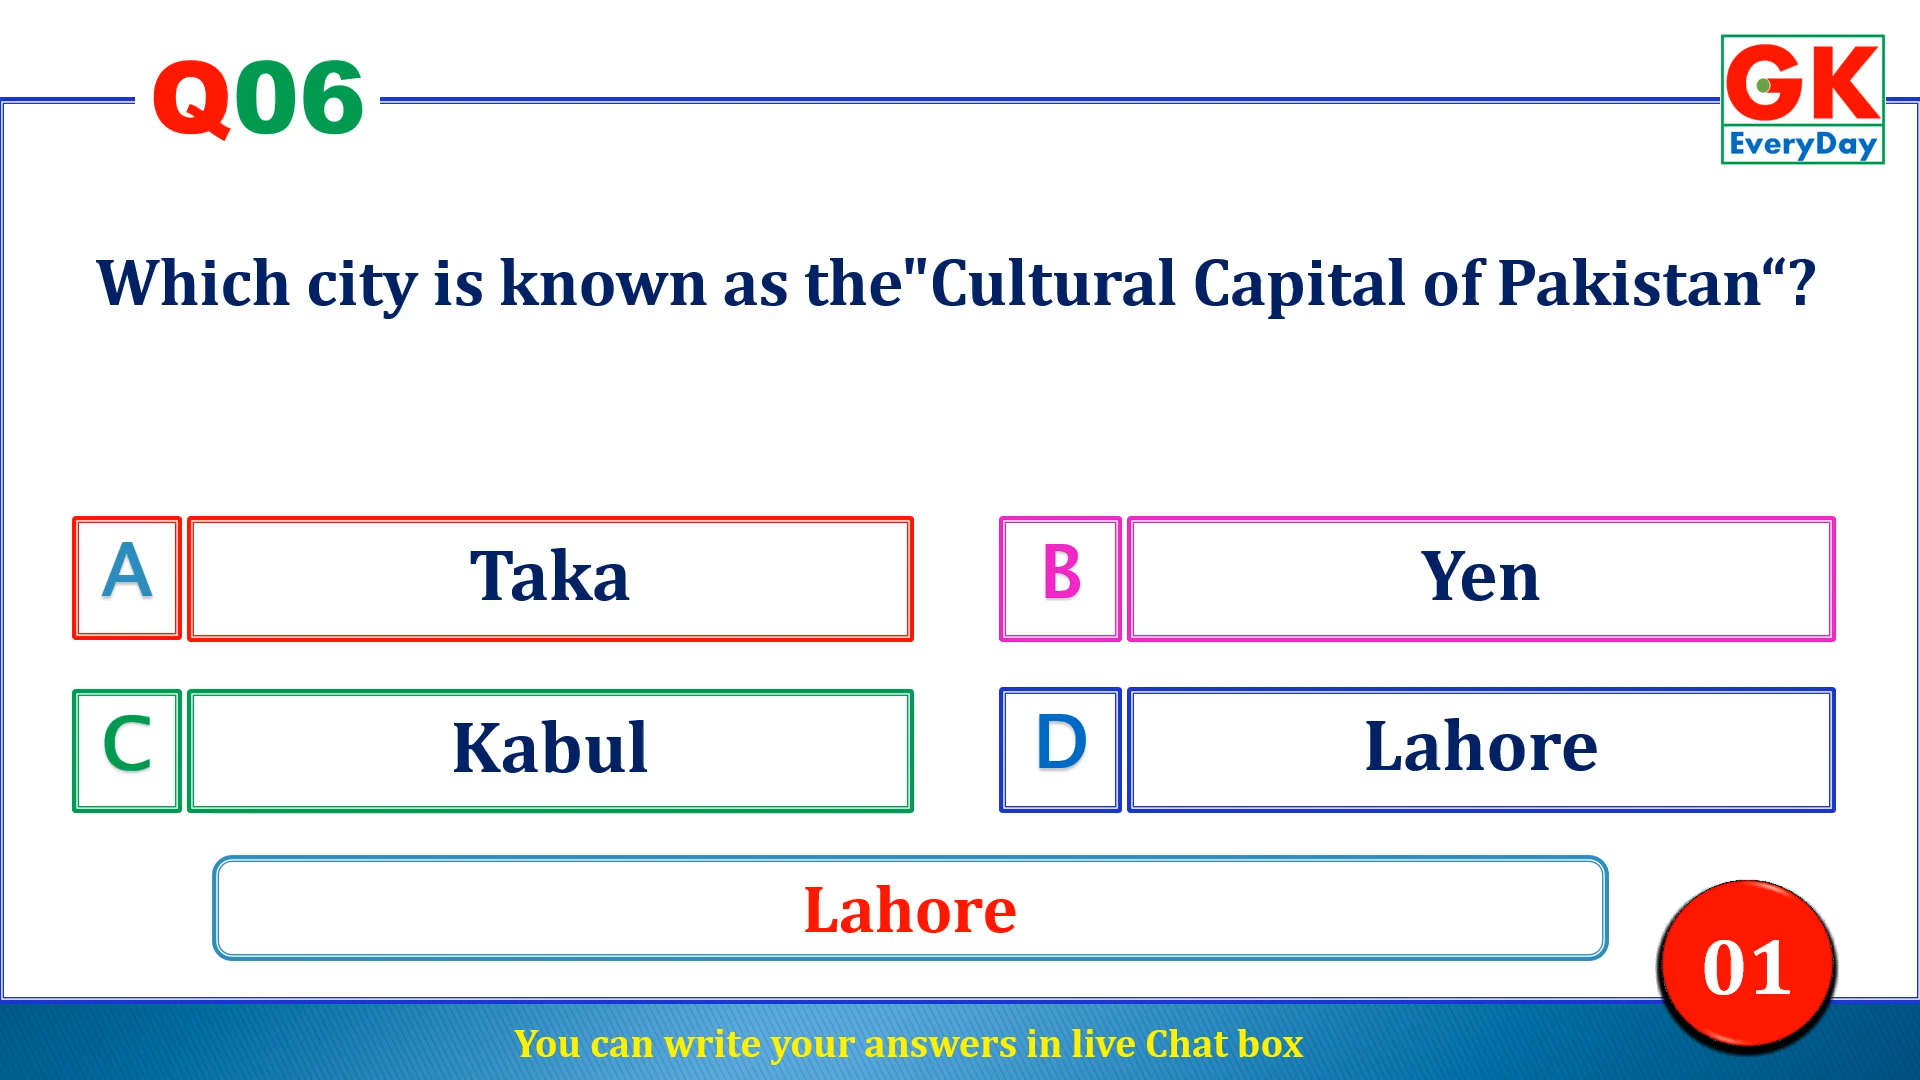 Q06
GK
EveryDay
Which city is known as the"Cultural Capital of Pakistan“?
A
Taka
B
Yen
C
Kabul
D
Lahore
Lahore
01
You can write your answers in live Chat box